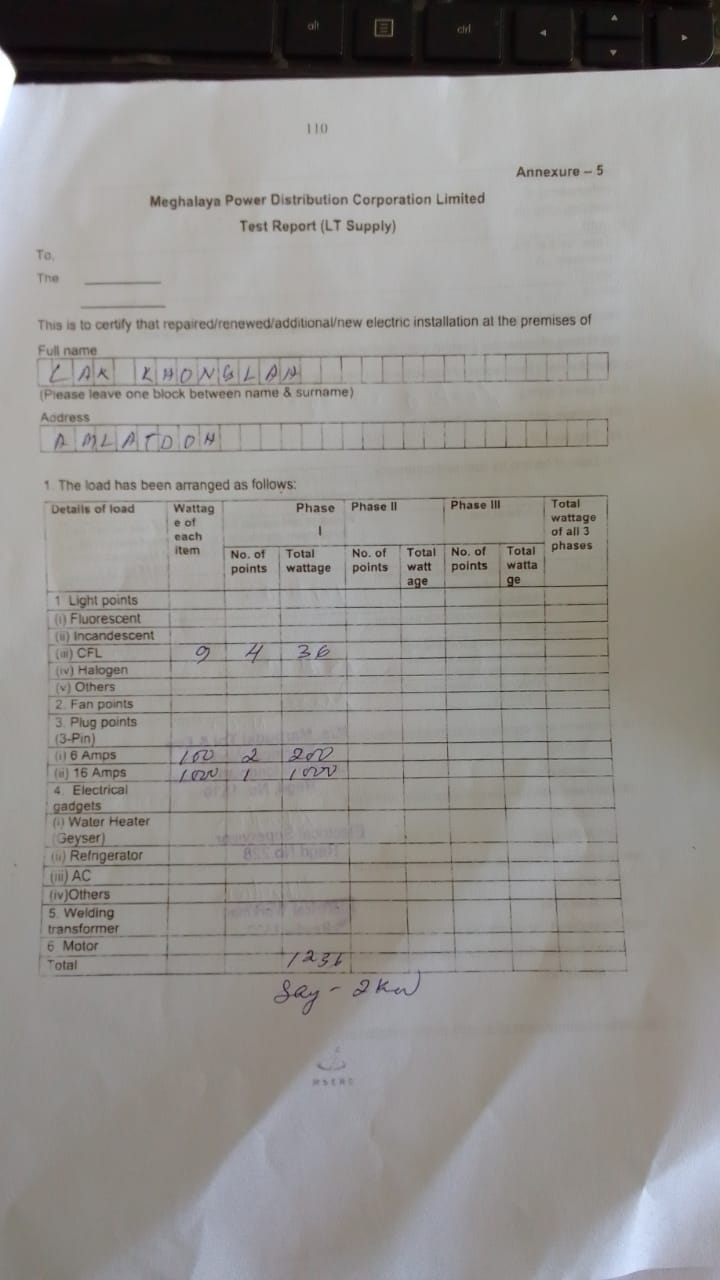 alt
ctrl
110
Annexure – 5
Meghalaya Power Distribution Corporation Limited
Test Report (LT Supply)
To,
The
This is to certify that repaired/renewed/additional/new electric installation at the premises of
Full name
LAK KHONGLAH
(Please leave one block between name & surname)
Address
AMLATDOH
1. The load has been arranged as follows:
Details of load Wattag e of each item Phase I Phase II Phase III Total wattage of all 3 phases
No. of points Total wattage No. of points Total watt age No. of points Total watta ge
1 Light points
(i) Fluorescent
(ii) Incandescent
(iii) CFL 9 4 36
(iv) Halogen
(v) Others
2. Fan points
3. Plug points
(3-Pin)
(i) 6 Amps 100 2 200
(ii) 16 Amps 1000 1 1000
4. Electrical
gadgets
(i) Water Heater
(Geyser)
(ii) Refrigerator
(iii) AC
(iv)Others
5. Welding
transformer
6 Motor
Total 1236
Say - 2 Kw
MSERC